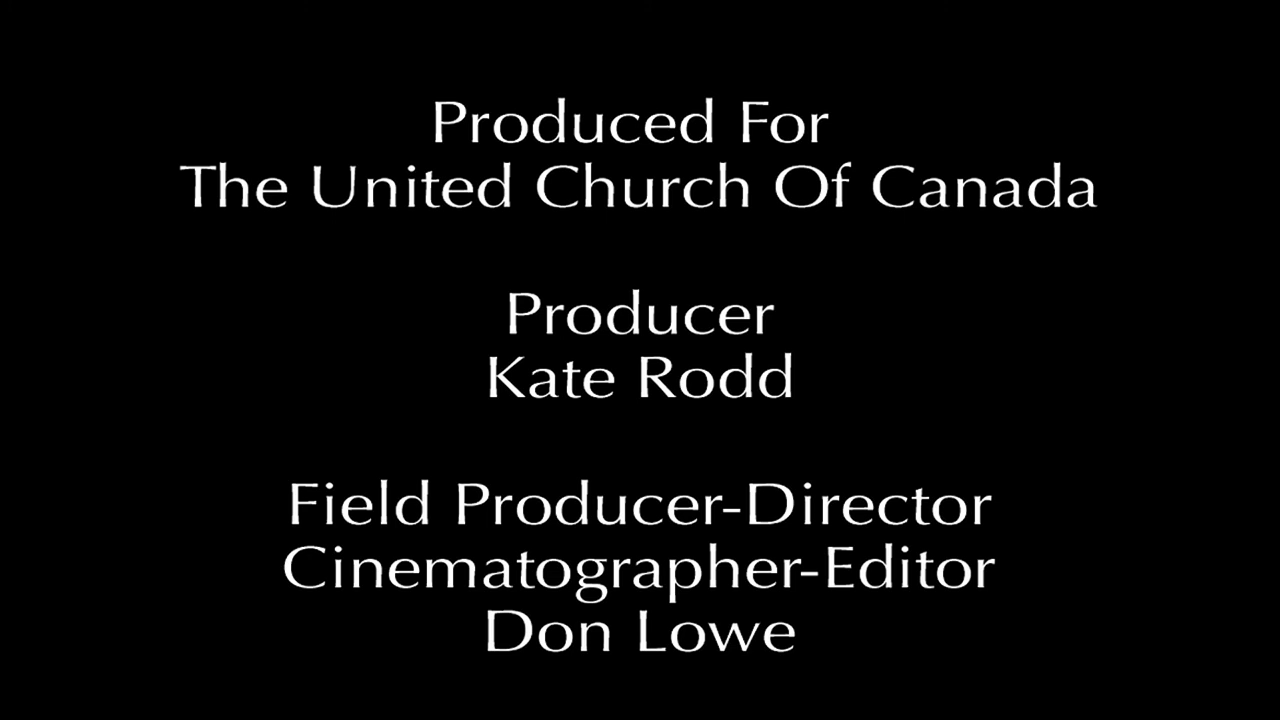 Produced For
The United Church Of Canada
Producer
Kate Rodd
Field Producer-Director
Cinematographer-Editor
Don Lowe